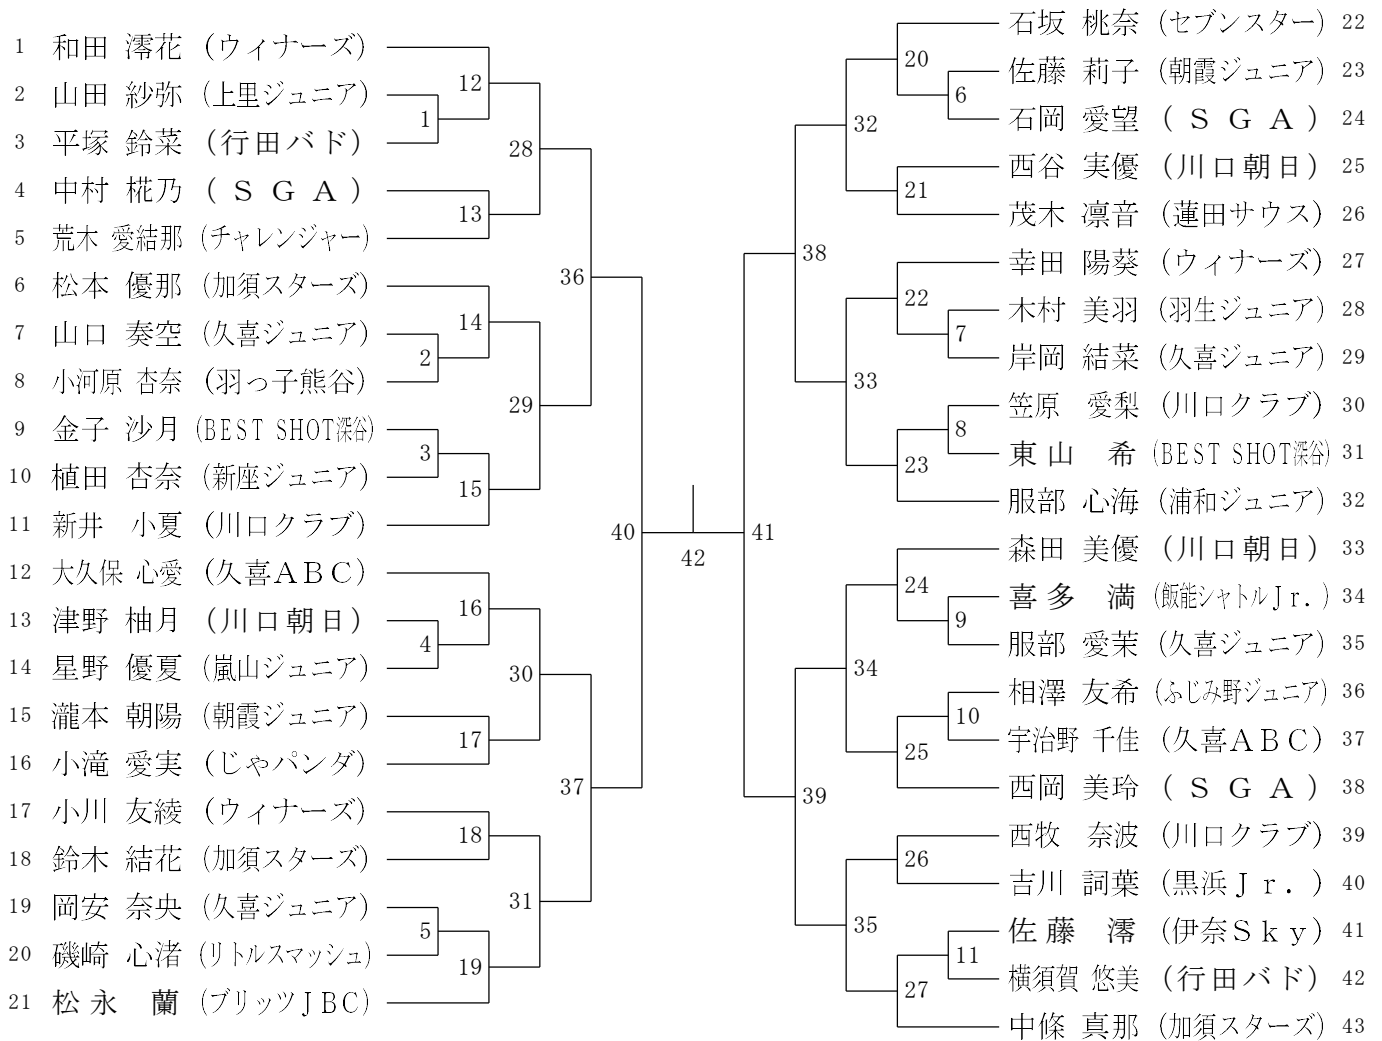 1 和田 澪花 (ウィナーズ)
2 山田 紗弥 (上里ジュニア)
3 平塚 鈴菜 (行田バド)
4 中村 椛乃 (ＳＧＡ)
5 荒木 愛結那 (チャレンジャー)
6 松本 優那 (加須スターズ)
7 山口 奏空 (久喜ジュニア)
8 小河原 杏奈 (羽っ子熊谷)
9 金子 沙月 (BEST SHOT深谷)
10 植田 杏奈 (新座ジュニア)
11 新井 小夏 (川口クラブ)
12 大久保 心愛 (久喜ＡＢＣ)
13 津野 柚月 (川口朝日)
14 星野 優夏 (嵐山ジュニア)
15 瀧本 朝陽 (朝霞ジュニア)
16 小滝 愛実 (じゃパンダ)
17 小川 友綾 (ウィナーズ)
18 鈴木 結花 (加須スターズ)
19 岡安 奈央 (久喜ジュニア)
20 磯崎 心渚 (リトルスマッシュ)
21 松永 蘭 (ブリッツＪＢＣ)
1
2
3
4
5
12
13
14
15
16
17
18
19
28
29
30
31
36
37
40
42
41
38
39
32
33
34
35
20
21
22
23
24
25
26
27
6
7
8
9
10
11
石坂 桃奈 (セブンスター) 22
佐藤 莉子 (朝霞ジュニア) 23
石岡 愛望 (ＳＧＡ) 24
西谷 実優 (川口朝日) 25
茂木 凛音 (蓮田サウス) 26
幸田 陽葵 (ウィナーズ) 27
木村 美羽 (羽生ジュニア) 28
岸岡 結菜 (久喜ジュニア) 29
笠原 愛梨 (川口クラブ) 30
東山 希 (BEST SHOT深谷) 31
服部 心海 (浦和ジュニア) 32
森田 美優 (川口朝日) 33
喜多 満 (飯能シャトルＪｒ．) 34
服部 愛茉 (久喜ジュニア) 35
相澤 友希 (ふじみ野ジュニア) 36
宇治野 千佳 (久喜ＡＢＣ) 37
西岡 美玲 (ＳＧＡ) 38
西牧 奈波 (川口クラブ) 39
吉川 詞葉 (黒浜Ｊｒ．) 40
佐藤 澪 (伊奈Ｓｋｙ) 41
横須賀 悠美 (行田バド) 42
中條 真那 (加須スターズ) 43